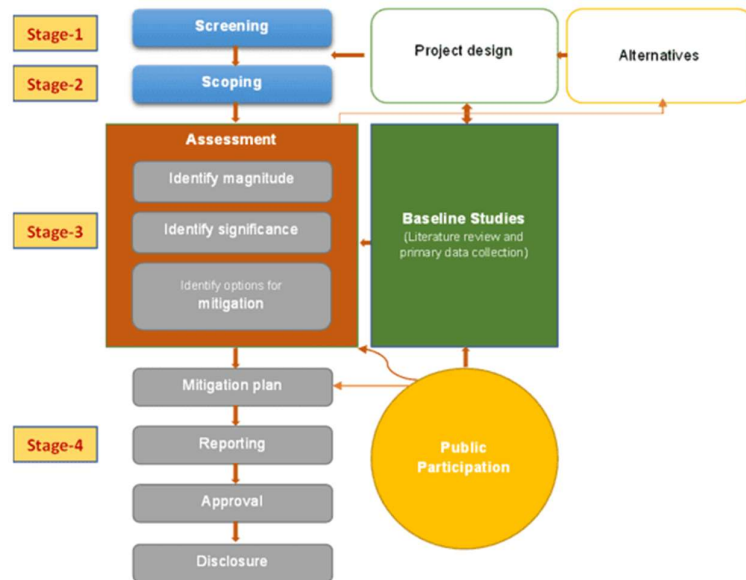 Stage-1
Screening
Project design
Alternatives
Stage-2
Scoping
Assessment
Identify magnitude
Stage-3
Identify significance
Identify options for
mitigation
Baseline Studies
(Literature review and
primary data collection)
Mitigation plan
Stage-4
Reporting
Approval
Disclosure
Public
Participation